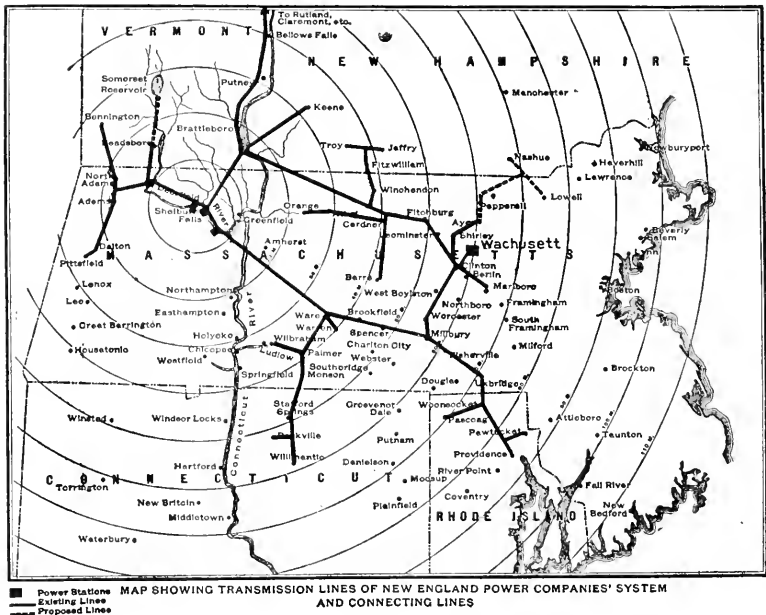 To Rutland,
Claremont, etc.
VERMONT
Bellows Falls
NEW HAMPSHIRE
Somerset
Reservoir
Putney
Manchester
Keene
Bennington
Brattleboro
Troy
Jaffry
Nashua
Haverhill
Newburyport
Readsboro
Fitzwilliam
Lawrence
North
Adams
Deerfield
Winchendon
Pepperell
Lowell
Adams
Shelburne
Falls
River
Greenfield
Orange
Fitchburg
Ayer
Gardner
Leominster
Shirley
Wachusett
Beverly
Salem
Lynn
Dalton
Amherst
MASSACHUSETTS
Pittsfield
Clinton
Berlin
Lenox
Barre
Marlboro
Boston
Lee
Northampton
West Boylston
Northboro
Framingham
Easthampton
River
Ware
Brookfield
Worcester
South
Framingham
Great Barrington
Warren
Spencer
Millbury
Holyoke
Wilbraham
Charlton City
Milford
Housatonic
Chicopee
Ludlow
Palmer
Fisherville
Westfield
Southbridge
Webster
Springfield
Monson
Douglas
Uxbridge
Brockton
Stafford
Springs
Grosvenor
Dale
Woonsocket
Winsted
Windsor Locks
Pascoag
Attleboro
Connecticut
Rockville
Putnam
Pawtucket
Taunton
Willimantic
Providence
Hartford
Danielson
River Point
CONNECTICUT
Moosup
Torrington
Coventry
Fall River
New Britain
Plainfield
New
Bedford
Middletown
RHODE ISLAND
Waterbury
Power Stations
Existing Lines
Proposed Lines
MAP SHOWING TRANSMISSION LINES OF NEW ENGLAND POWER COMPANIES' SYSTEM
AND CONNECTING LINES